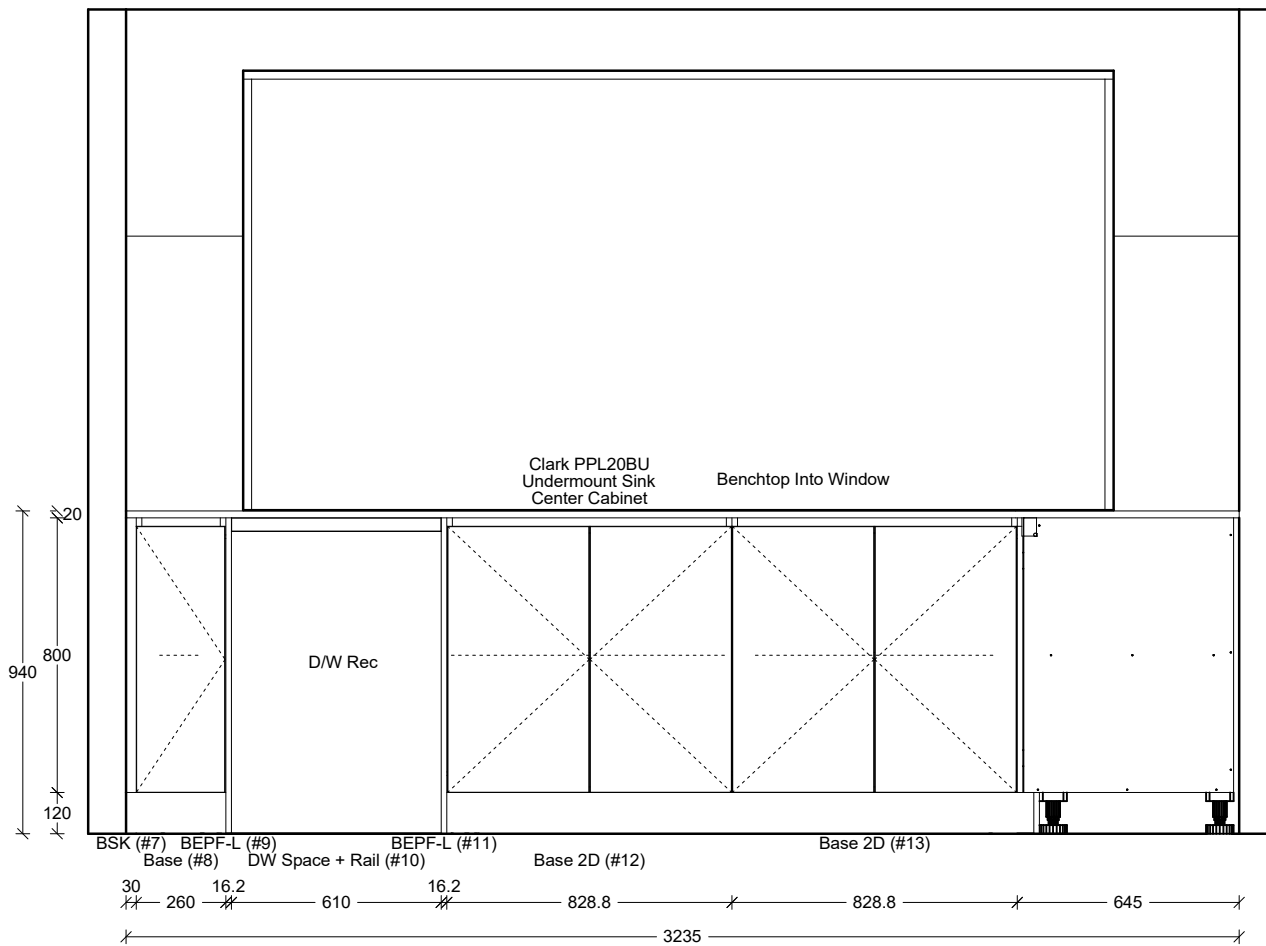 Clark PPL20BU
Undermount Sink
Center Cabinet
Benchtop Into Window
20
800
940
D/W Rec
120
BSK (#7) BEPF-L (#9) BEPF-L (#11) Base 2D (#13)
Base (#8) DW Space + Rail (#10) Base 2D (#12)
30 16.2 16.2
260 610 828.8 828.8 645
3235